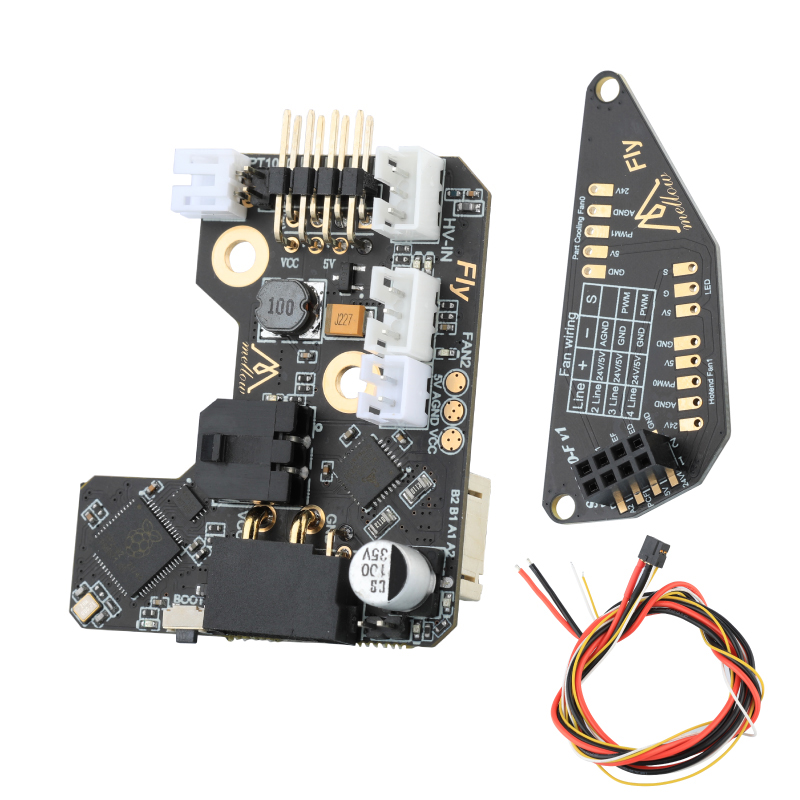 PT10
HV-IN
VCC 5V
Fly
100
J227
mellow
FAN2
5V AGND VCC
B2 B1 A1 A2
35V
100
BOOT
Fly
mellow
Part Cooling Fan0
24V
AGND
PWM1
5V
GND
LED
S
G
5V
Hotend Fan1
GND
5V
PWM0
AGND
24V
Fan wiring
Line + - S
2 Line 24V/5V AGND
3 Line 24V/5V GND PWM
4 Line 24V/5V GND PWM
2
1